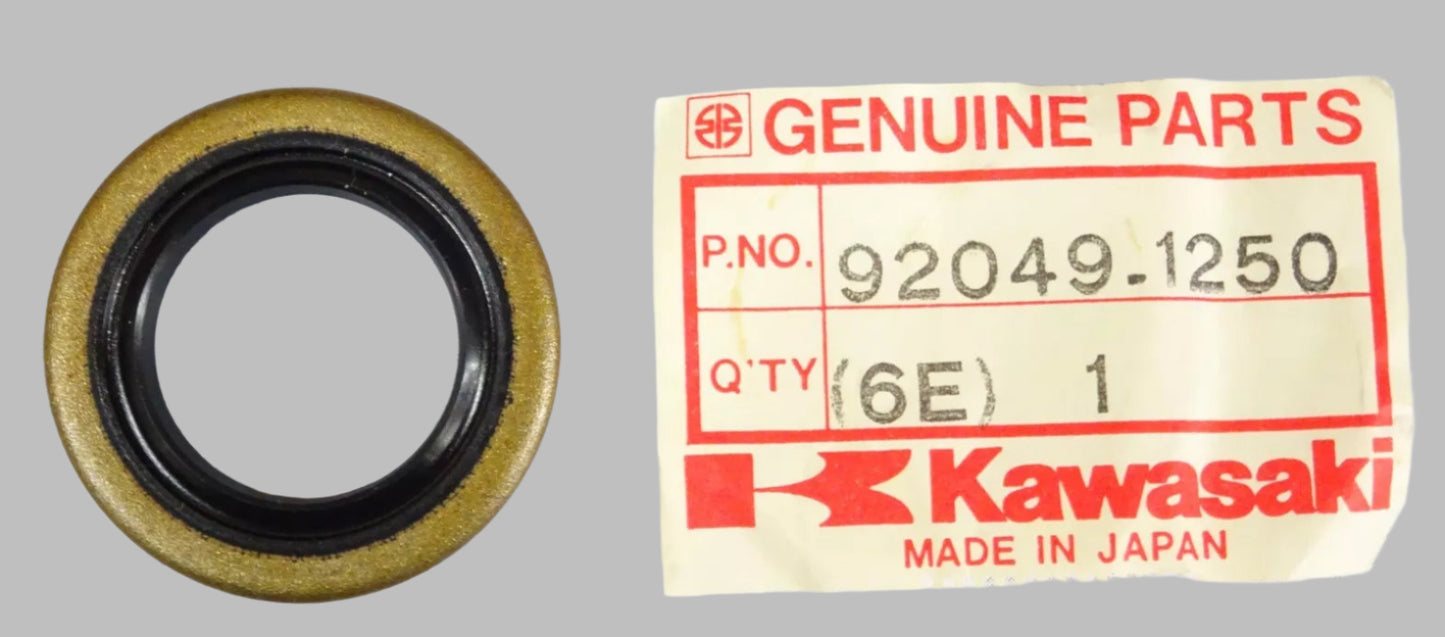 GENUINE PARTS
P.NO. 92049-1250
Q'TY (6E) 1
Kawasaki
MADE IN JAPAN